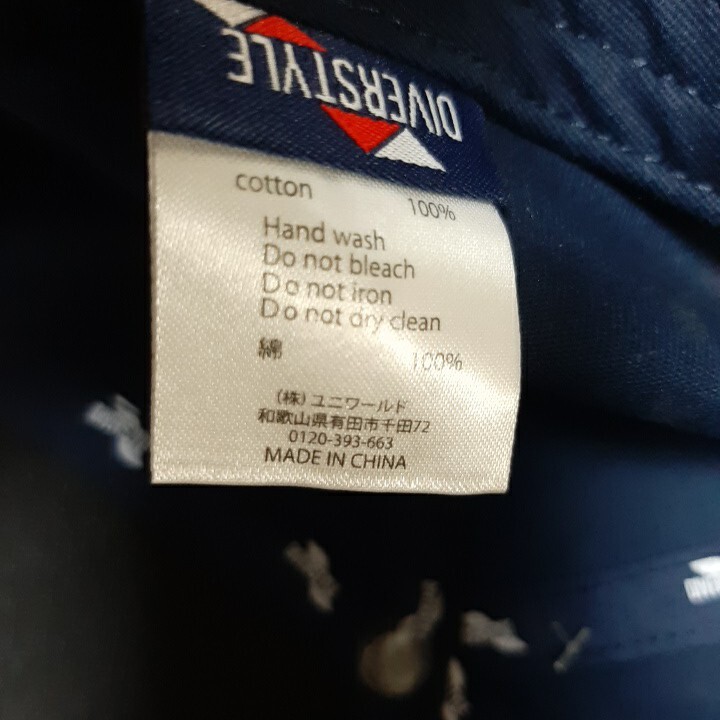 DIVERSTYLE
cotton 100%
Hand wash
Do not bleach
Do not iron
Do not dry clean
綿 100%
(株)ユニワールド
和歌山県有田市千田72
0120-393-663
MADE IN CHINA